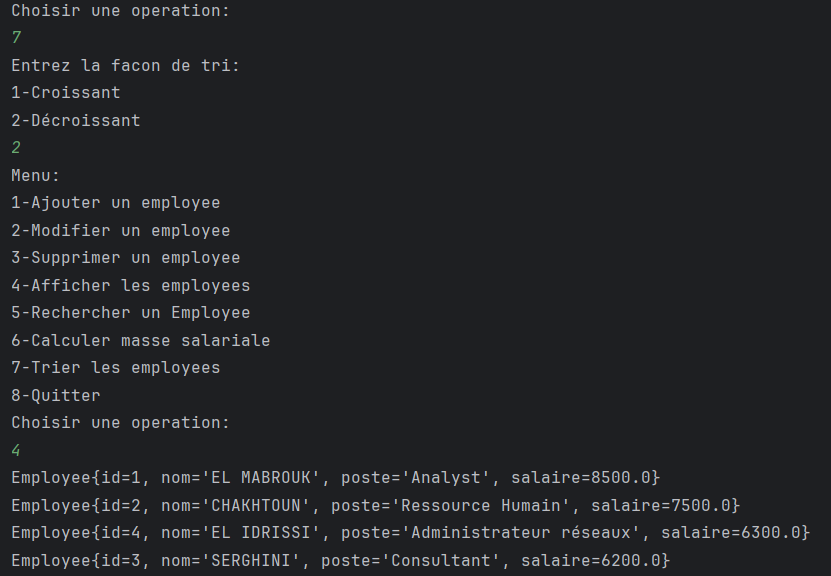 Choisir une operation:
7
Entrez la facon de tri:
1-Croissant
2-Décroissant
2
Menu:
1-Ajouter un employee
2-Modifier un employee
3-Supprimer un employee
4-Afficher les employees
5-Rechercher un Employee
6-Calculer masse salariale
7-Trier les employees
8-Quitter
Choisir une operation:
4
Employee{id=1, nom='EL MABROUK', poste='Analyst', salaire=8500.0}
Employee{id=2, nom='CHAKHTOUN', poste='Ressource Humain', salaire=7500.0}
Employee{id=4, nom='EL IDRISSI', poste='Administrateur réseaux', salaire=6300.0}
Employee{id=3, nom='SERGHINI', poste='Consultant', salaire=6200.0}